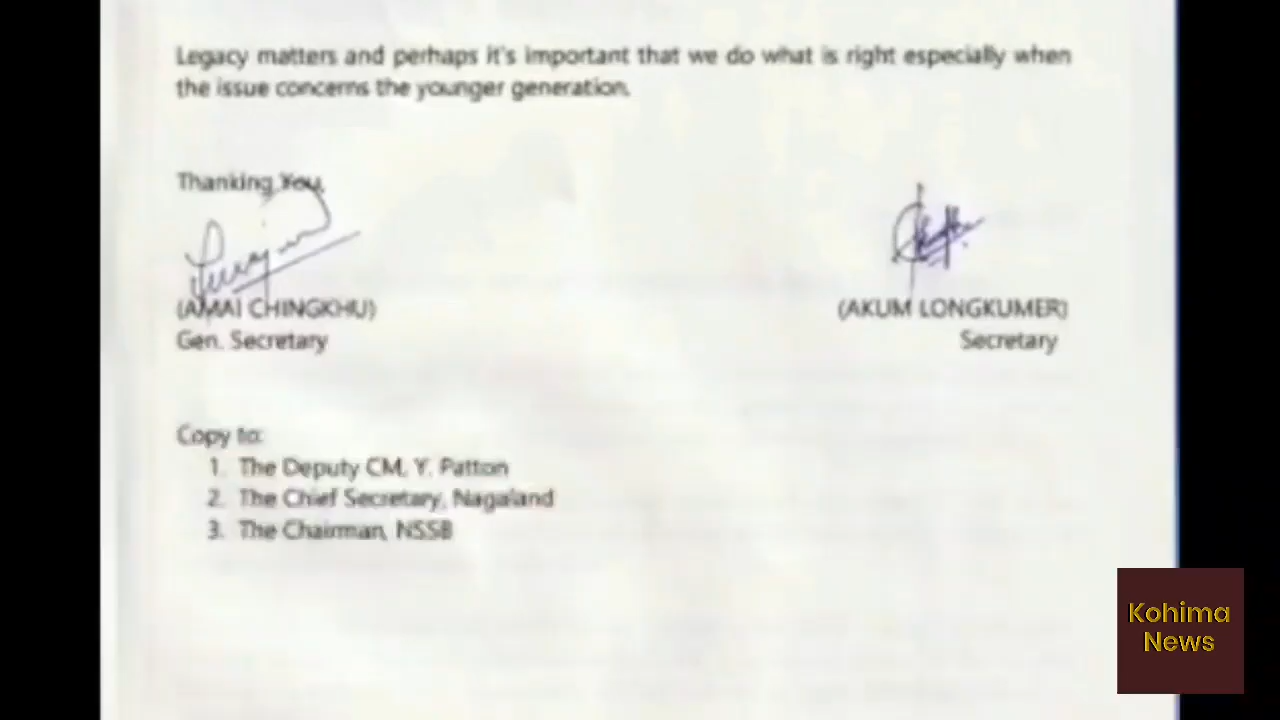 Legacy matters and perhaps it's important that we do what is right especially when
the issue concerns the younger generation.
Thanking You,
(AMAI CHINGKHU)
(AKUM LONGKUMER)
Gen. Secretary
Secretary
Copy to:
1. The Deputy CM, Y. Patton
2. The Chief Secretary, Nagaland
3. The Chairman, NSSB
Kohima
News